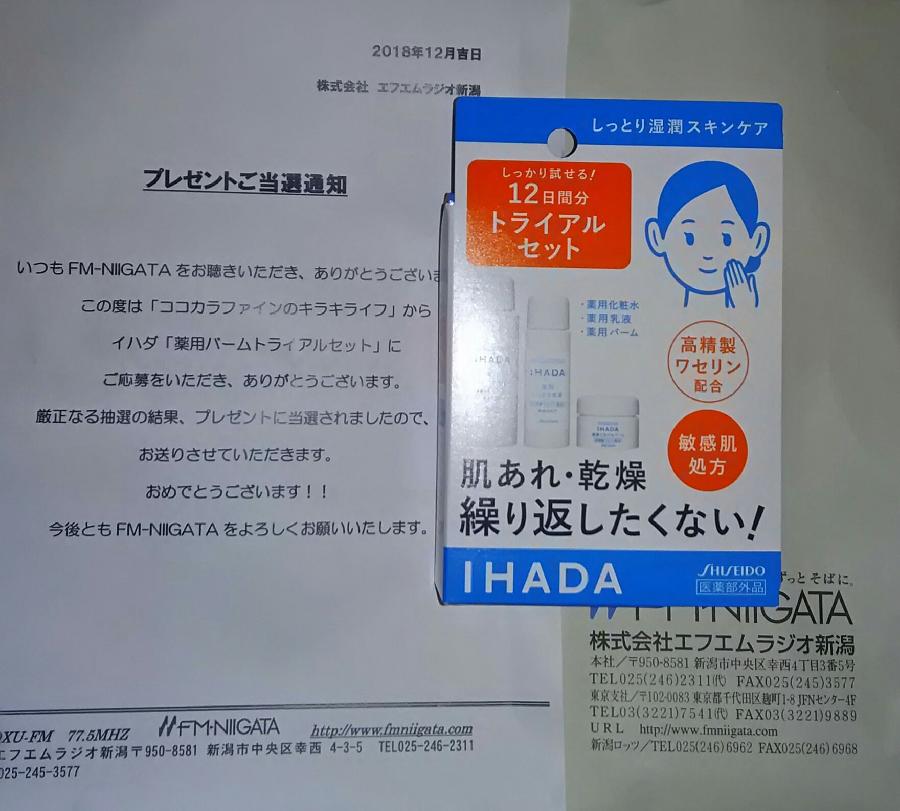 2018年12月吉日
株式会社 エフエムラジオ新潟
プレゼントご当選通知
いつもFM-NIIGATAをお聴きいただき、ありがとうございま
この度は「ココカラファインのキラキライフ」から
イハダ「薬用バームトライアルセット」に
ご応募をいただき、ありがとうございます。
厳正なる抽選の結果、プレゼントに当選されましたので、
お送りさせていただきます。
おめでとうございます！！
今後ともFM-NIIGATAをよろしくお願いいたします。
XU-FM 77.5MHZ FM-NIIGATA http://www.fmniigata.com
エフエムラジオ新潟〒950-8581 新潟市中央区幸西 4-3-5 TEL025-246-2311
025-245-3577
しっとり湿潤スキンケア
しっかり試せる!
12日間分
トライアル
セット
・薬用化粧水
・薬用乳液
・薬用バーム
高精製
ワセリン
配合
敏感肌
処方
IHADA
IHADA
IHADA
肌あれ・乾燥
繰り返したくない!
IHADA
SHISEIDO
医薬部外品
ずっとそばに。
FM-NIIGATA
株式会社エフエムラジオ新潟
本社／〒950-8581 新潟市中央区幸西4丁目3番5号
TEL025(246)2311(代) FAX025(245)3577
東京支社／〒102-0083 東京都千代田区麹町1-8 JFNセンター4F
TEL03(3221)7541(代) FAX03(3221)9889
URL http://www.fmniigata.com
新潟ロッツ／TEL025(246)6962 FAX025(246)6968